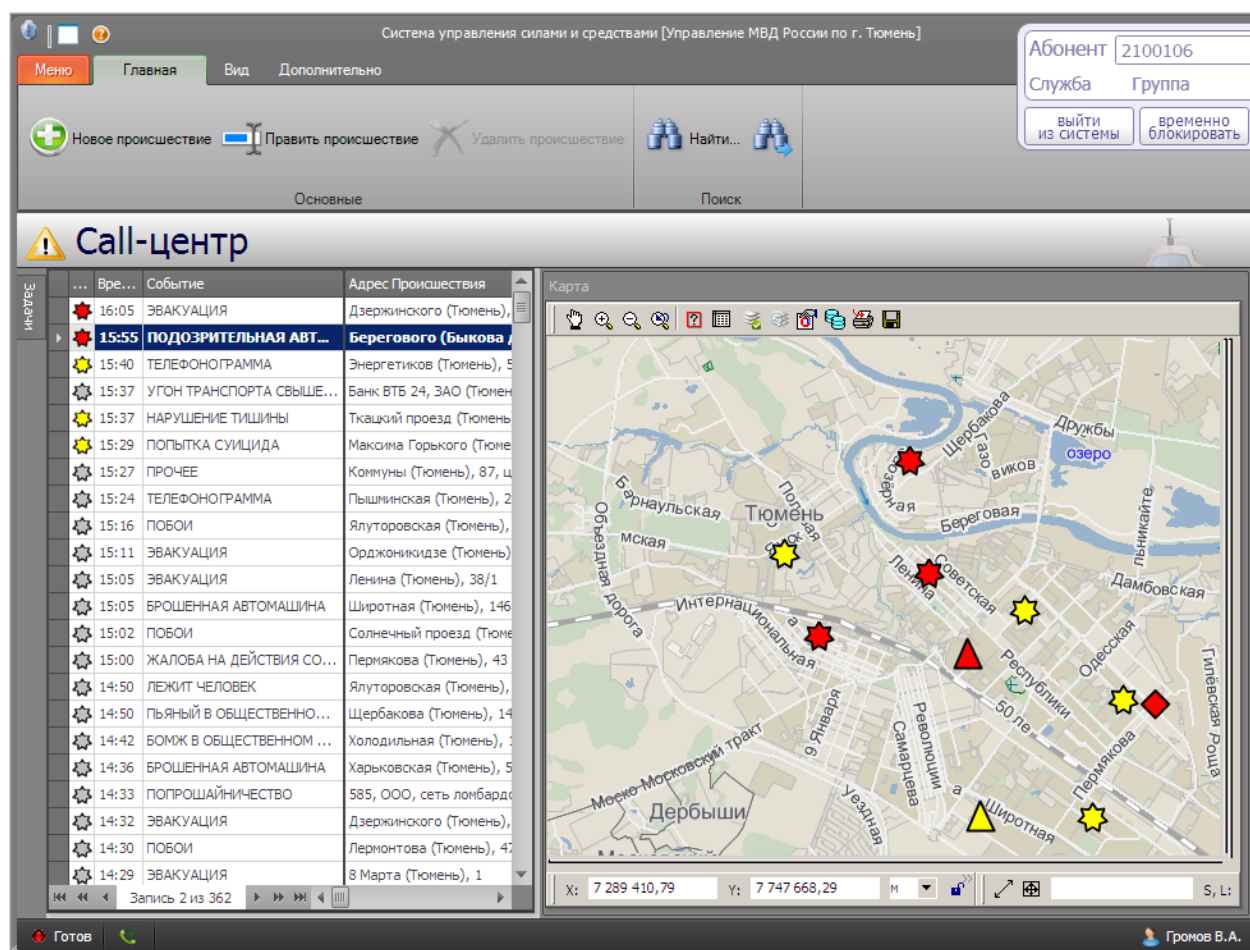 Система управления силами и средствами [Управление МВД России по г. Тюмень]
Абонент 2100106
Служба Группа
выйти из системы
временно блокировать
Меню Главная Вид Дополнительно
Новое происшествие Править происшествие Удалить происшествие Найти...
Основные Поиск
Call-центр
Задачи
... Вре... Событие Адрес Происшествия
16:05 ЭВАКУАЦИЯ Дзержинского (Тюмень),
15:55 ПОДОЗРИТЕЛЬНАЯ АВТ... Берегового (Быкова
15:40 ТЕЛЕФОНОГРАММА Энергетиков (Тюмень), 5
15:37 УГОН ТРАНСПОРТА СВЫШЕ... Банк ВТБ 24, ЗАО (Тюмен
15:37 НАРУШЕНИЕ ТИШИНЫ Ткацкий проезд (Тюмень
15:29 ПОПЫТКА СУИЦИДА Максима Горького (Тюме
15:27 ПРОЧЕЕ Коммуны (Тюмень), 87, ц
15:24 ТЕЛЕФОНОГРАММА Пышминская (Тюмень), 2
15:16 ПОБОИ Ялуторовская (Тюмень),
15:11 ЭВАКУАЦИЯ Орджоникидзе (Тюмень)
15:05 ЭВАКУАЦИЯ Ленина (Тюмень), 38/1
15:05 БРОШЕННАЯ АВТОМАШИНА Широтная (Тюмень), 146
15:02 ПОБОИ Солнечный проезд (Тюме
15:00 ЖАЛОБА НА ДЕЙСТВИЯ СО... Пермякова (Тюмень), 43
14:50 ЛЕЖИТ ЧЕЛОВЕК Ялуторовская (Тюмень),
14:50 ПЬЯНЫЙ В ОБЩЕСТВЕННО... Щербакова (Тюмень), 14
14:42 БОМЖ В ОБЩЕСТВЕННОМ ... Холодильная (Тюмень),
14:36 БРОШЕННАЯ АВТОМАШИНА Харьковская (Тюмень), 5
14:33 ПОПРОШАЙНИЧЕСТВО 585, ООО, сеть ломбардо
14:32 ЭВАКУАЦИЯ Дзержинского (Тюмень),
14:30 ПОБОИ Лермонтова (Тюмень), 47
14:29 ЭВАКУАЦИЯ 8 Марта (Тюмень), 1
Запись 2 из 362
Карта
Щербакова
Дружбы
Газо
виков
озеро
озёрная
Барнаульская
Тюмень
Береговая
льникайте
Объездная дорога
мская
Ленина
Советская
Дамбовская
Интернациональная
Одесская
Республики
Гилёвская Роща
50 ле
9 Января
Революции
Самарцева
Пермякова
Моско-Московский тракт
Дербыши
Уездная
а Широтная
X: 7 289 410,79 Y: 7 747 668,29 м S, L:
Готов
Громов В.А.